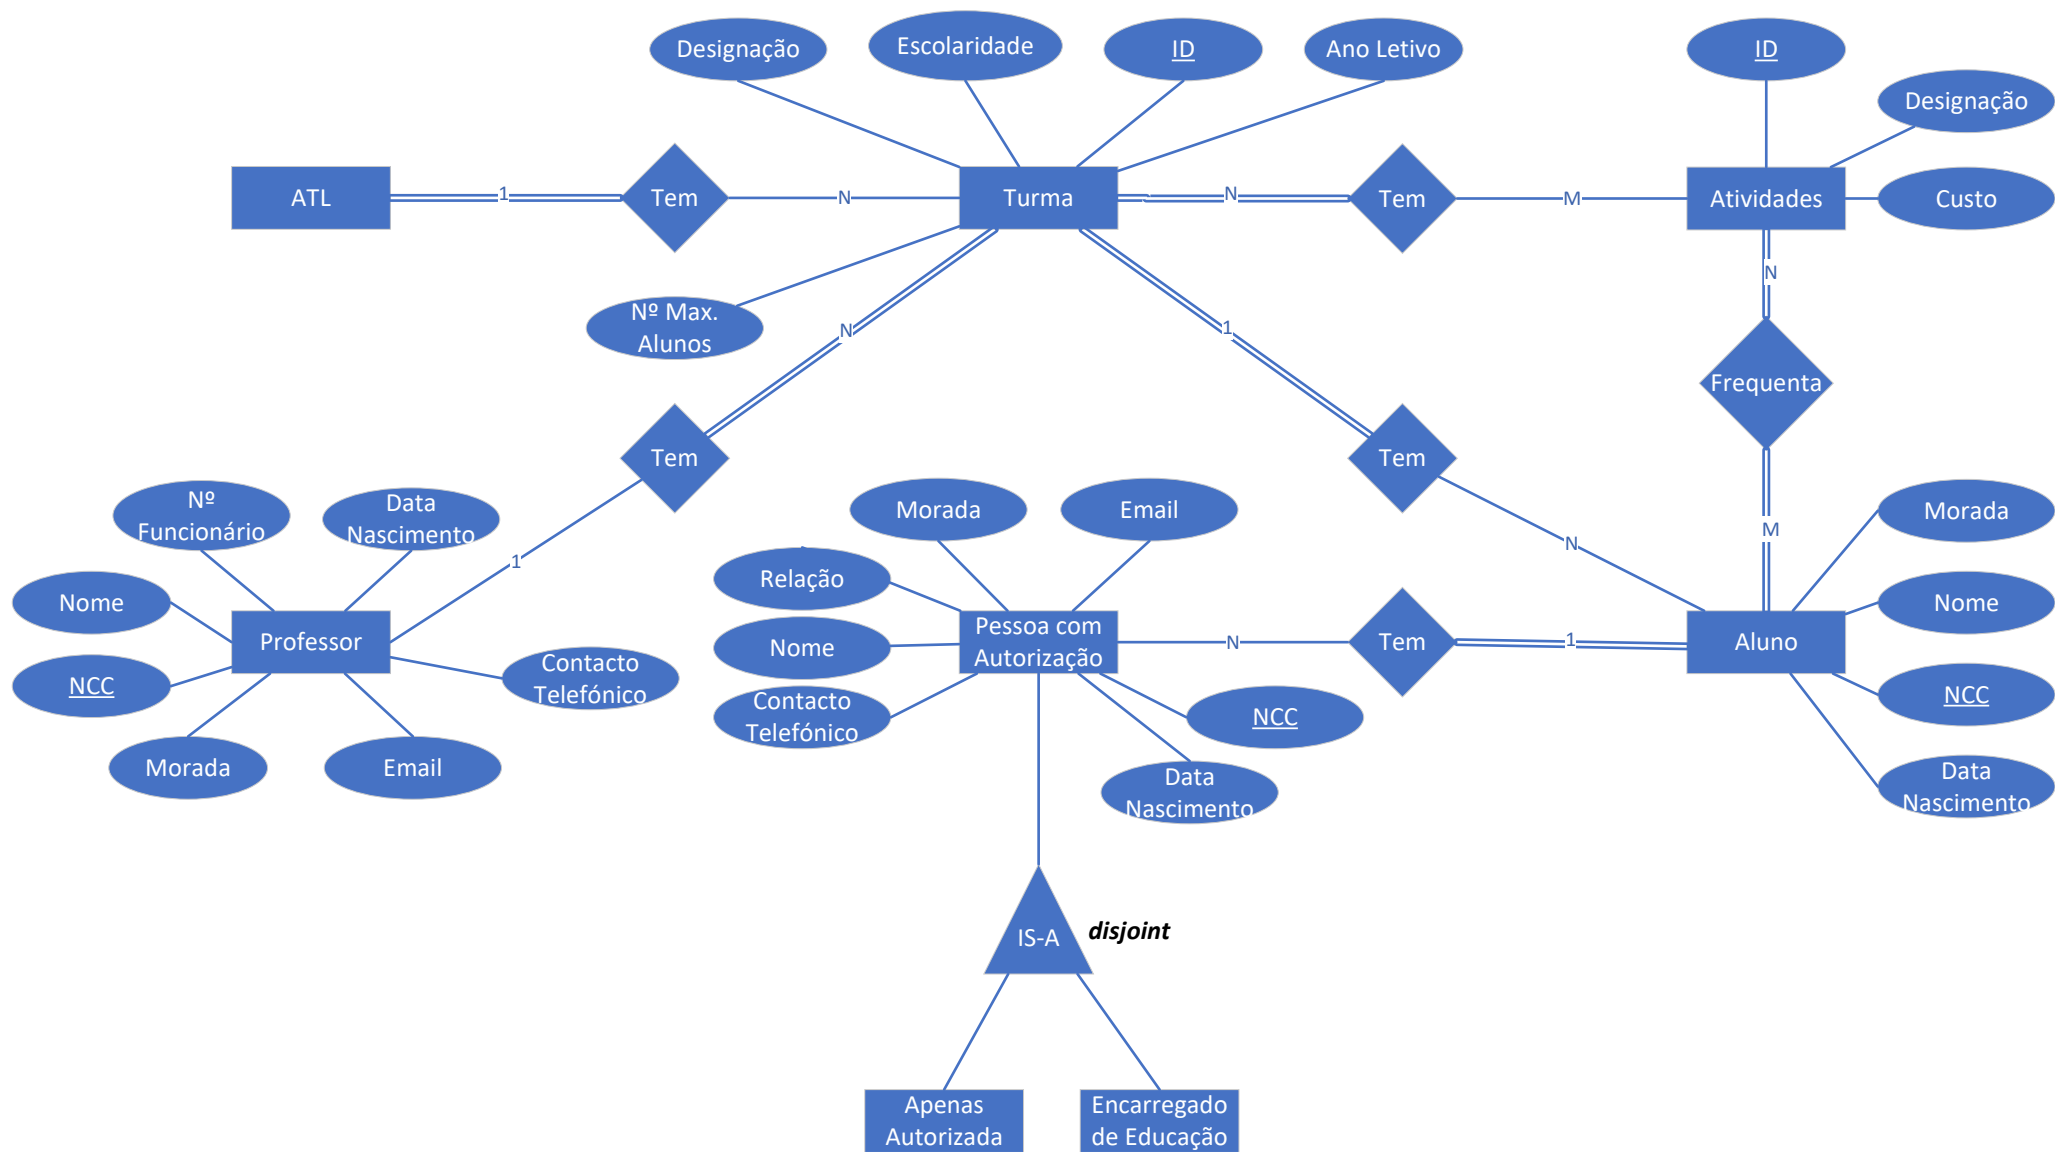 Designação
Escolaridade
ID
Ano Letivo
ID
Designação
ATL
1
Tem
N
Turma
N
Tem
M
Atividades
Custo
N
Nº Max.
Alunos
N
1
Frequenta
Tem
Tem
Nº
Funcionário
Data
Nascimento
Morada
Email
Morada
M
N
1
Relação
Nome
Nome
Professor
Nome
Pessoa com
Autorização
N
Tem
1
Aluno
NCC
Contacto
Telefónico
Contacto
Telefónico
NCC
NCC
Morada
Email
Data
Nascimento
Data
Nascimento
IS-A
disjoint
Apenas
Autorizada
Encarregado
de Educação